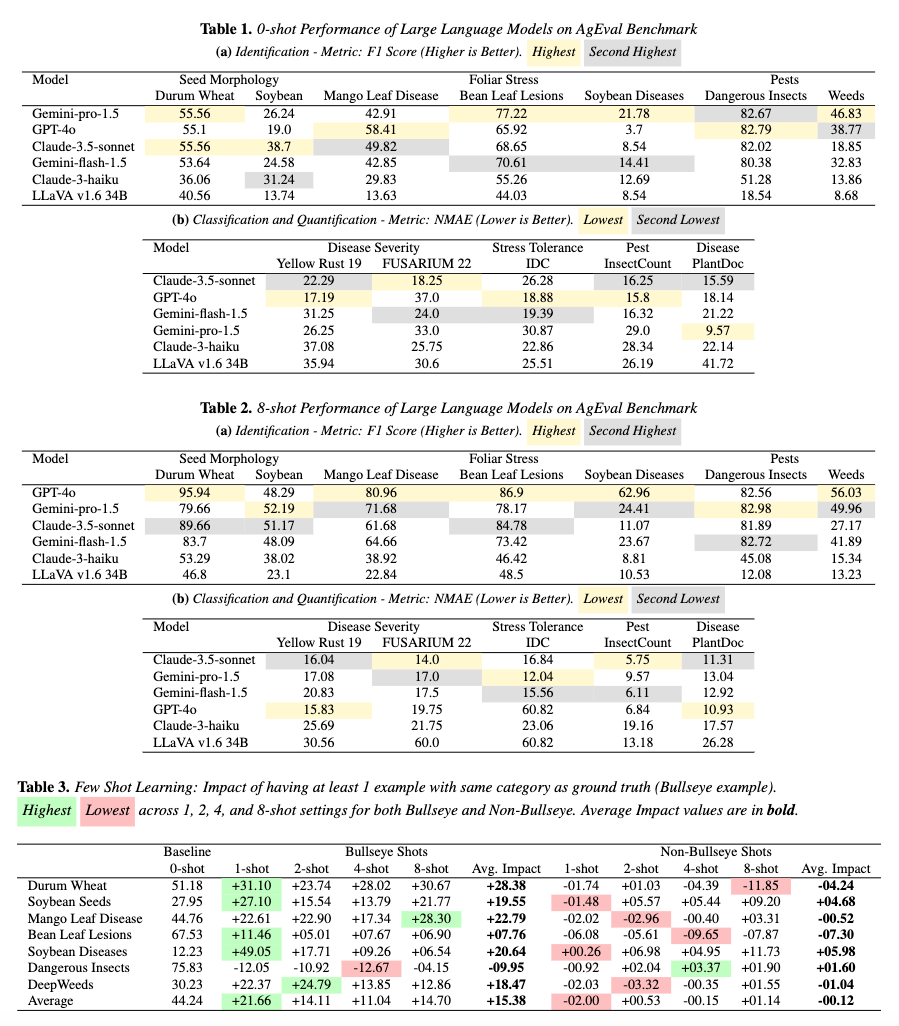 Table 1. 0-shot Performance of Large Language Models on AgEval Benchmark
(a) Identification - Metric: F1 Score (Higher is Better). Highest Second Highest
Model Seed Morphology Foliar Stress Pests
Durum Wheat Soybean Mango Leaf Disease Bean Leaf Lesions Soybean Diseases Dangerous Insects Weeds
Gemini-pro-1.5 55.56 26.24 42.91 77.22 21.78 82.67 46.83
GPT-4o 55.1 19.0 58.41 65.92 3.7 82.79 38.77
Claude-3.5-sonnet 55.56 38.7 49.82 68.65 8.54 82.02 18.85
Gemini-flash-1.5 53.64 24.58 42.85 70.61 14.41 80.38 32.83
Claude-3-haiku 36.06 31.24 29.83 55.26 12.69 51.28 13.86
LLaVA v1.6 34B 40.56 13.74 13.63 44.03 8.54 18.54 8.68
(b) Classification and Quantification - Metric: NMAE (Lower is Better). Lowest Second Lowest
Model Disease Severity Stress Tolerance Pest Disease
Yellow Rust 19 FUSARIUM 22 IDC InsectCount PlantDoc
Claude-3.5-sonnet 22.29 18.25 26.28 16.25 15.59
GPT-4o 17.19 37.0 18.88 15.8 18.14
Gemini-flash-1.5 31.25 24.0 19.39 16.32 21.22
Gemini-pro-1.5 26.25 33.0 30.87 29.0 9.57
Claude-3-haiku 37.08 25.75 22.86 28.34 22.14
LLaVA v1.6 34B 35.94 30.6 25.51 26.19 41.72
Table 2. 8-shot Performance of Large Language Models on AgEval Benchmark
(a) Identification - Metric: F1 Score (Higher is Better). Highest Second Highest
Model Seed Morphology Foliar Stress Pests
Durum Wheat Soybean Mango Leaf Disease Bean Leaf Lesions Soybean Diseases Dangerous Insects Weeds
GPT-4o 95.94 48.29 80.96 86.9 62.96 82.56 56.03
Gemini-pro-1.5 79.66 52.19 71.68 78.17 24.41 82.98 49.96
Claude-3.5-sonnet 89.66 51.17 61.68 84.78 11.07 81.89 27.17
Gemini-flash-1.5 83.7 48.09 64.66 73.42 23.67 82.72 41.89
Claude-3-haiku 53.29 38.02 38.92 46.42 8.81 45.08 15.34
LLaVA v1.6 34B 46.8 23.1 22.84 48.5 10.53 12.08 13.23
(b) Classification and Quantification - Metric: NMAE (Lower is Better). Lowest Second Lowest
Model Disease Severity Stress Tolerance Pest Disease
Yellow Rust 19 FUSARIUM 22 IDC InsectCount PlantDoc
Claude-3.5-sonnet 16.04 14.0 16.84 5.75 11.31
Gemini-pro-1.5 17.08 17.0 12.04 9.57 13.04
Gemini-flash-1.5 20.83 17.5 15.56 6.11 12.92
GPT-4o 15.83 19.75 60.82 6.84 10.93
Claude-3-haiku 25.69 21.75 23.06 19.16 17.57
LLaVA v1.6 34B 30.56 60.0 60.82 13.18 26.28
Table 3. Few Shot Learning: Impact of having at least 1 example with same category as ground truth (Bullseye example).
Highest Lowest across 1, 2, 4, and 8-shot settings for both Bullseye and Non-Bullseye. Average Impact values are in bold.
Baseline Bullseye Shots Non-Bullseye Shots
0-shot 1-shot 2-shot 4-shot 8-shot Avg. Impact 1-shot 2-shot 4-shot 8-shot Avg. Impact
Durum Wheat 51.18 +31.10 +23.74 +28.02 +30.67 +28.38 -01.74 +01.03 -04.39 -11.85 -04.24
Soybean Seeds 27.95 +27.10 +15.54 +13.79 +21.77 +19.55 -01.48 +05.57 +05.44 +09.20 +04.68
Mango Leaf Disease 44.76 +22.61 +22.90 +17.34 +28.30 +22.79 -02.02 -02.96 -00.40 +03.31 -00.52
Bean Leaf Lesions 67.53 +11.46 +05.01 +07.67 +06.90 +07.76 -06.08 -05.61 -09.65 -07.87 -07.30
Soybean Diseases 12.23 +49.05 +17.71 +09.26 +06.54 +20.64 +00.26 +06.98 +04.95 +11.73 +05.98
Dangerous Insects 75.83 -12.05 -10.92 -12.67 -04.15 -09.95 -00.92 +02.04 +03.37 +01.90 +01.60
DeepWeeds 30.23 +22.37 +24.79 +13.85 +12.86 +18.47 -02.03 -03.32 -00.35 +01.55 -01.04
Average 44.24 +21.66 +14.11 +11.04 +14.70 +15.38 -02.00 +00.53 -00.15 +01.14 -00.12